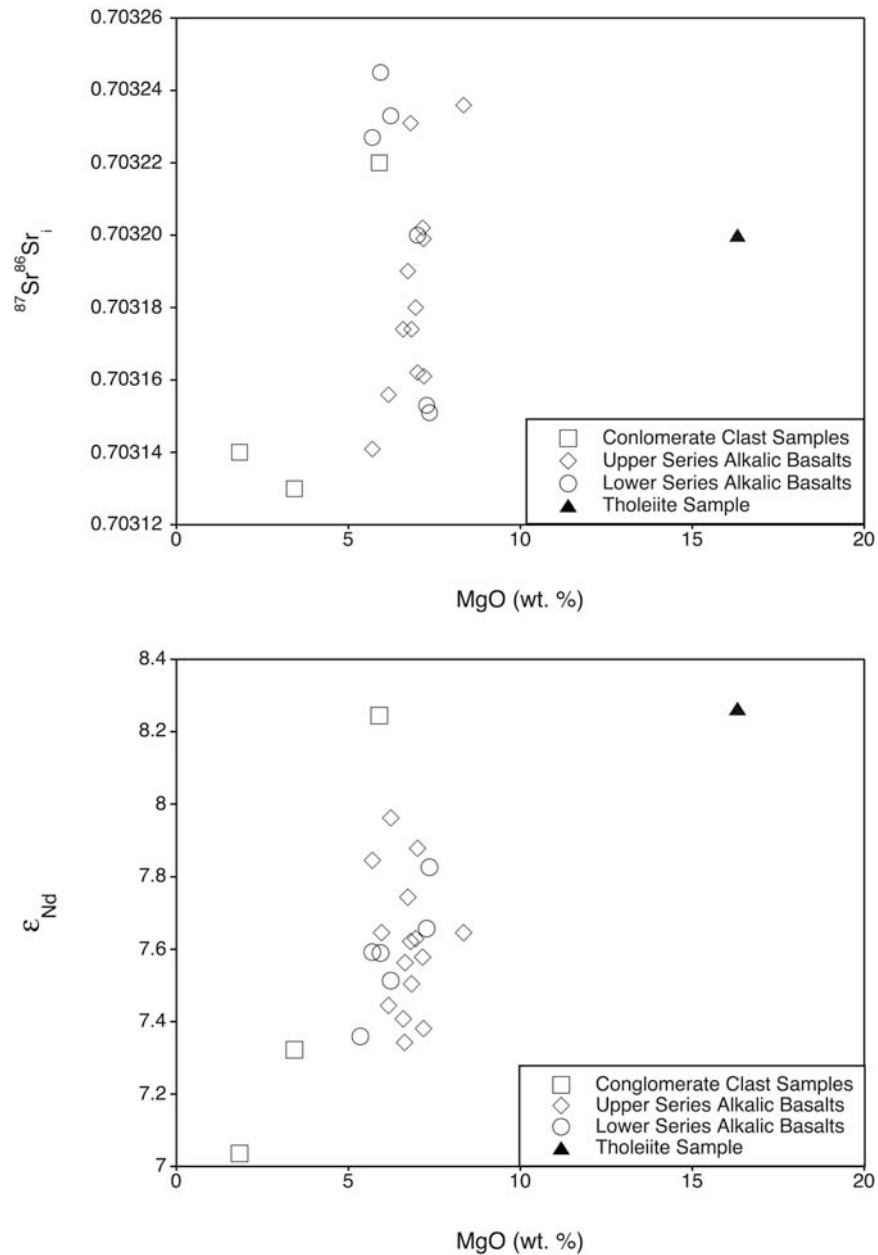 0.70326
0.70324
0.70322
0.70320
0.70318
0.70316
0.70314
0.70312
87Sr86Sri
0
5
10
15
20
MgO (wt. %)
Conlomerate Clast Samples
Upper Series Alkalic Basalts
Lower Series Alkalic Basalts
Tholeiite Sample
8.4
8.2
8
7.8
7.6
7.4
7.2
7
εNd
0
5
10
15
20
MgO (wt. %)
Conglomerate Clast Samples
Upper Series Alkalic Basalts
Lower Series Alkalic Basalts
Tholeiite Sample